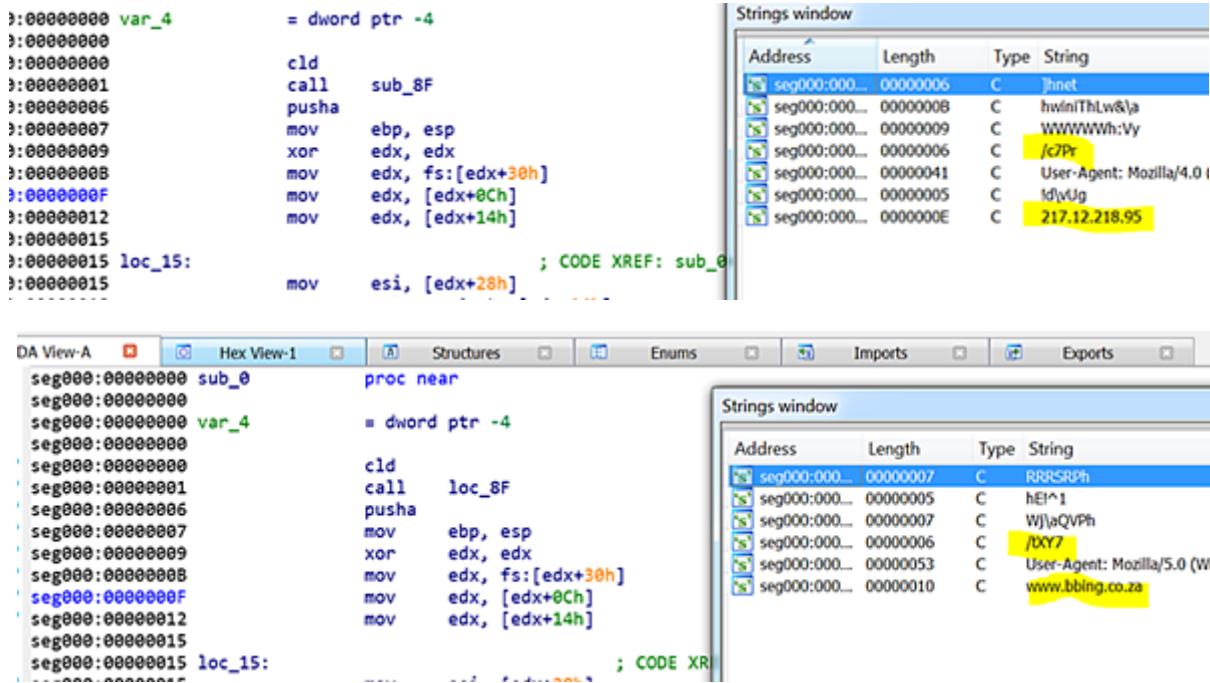 0:00000000 var_4 = dword ptr -4
0:00000000
0:00000000 cld
0:00000001 call sub_8F
0:00000006 pusha
0:00000007 mov ebp, esp
0:00000009 xor edx, edx
0:0000000B mov edx, fs:[edx+30h]
0:0000000F mov edx, [edx+0Ch]
0:00000012 mov edx, [edx+14h]
0:00000015
0:00000015 loc_15: ; CODE XREF: sub_0
0:00000015 mov esi, [edx+28h]
Strings window
Address Length Type String
seg000:000... 00000006 C ]hnet
seg000:000... 0000000B C hwiniThLw&\a
seg000:000... 00000009 C WWWWWh:Vy
seg000:000... 00000006 C /c7Pr
seg000:000... 00000041 C User-Agent: Mozilla/4.0 (
seg000:000... 00000005 C !d\vUg
seg000:000... 0000000E C 217.12.218.95
DA View-A Hex View-1 Structures Enums Imports Exports
seg000:00000000 sub_0 proc near
seg000:00000000
seg000:00000000 var_4 = dword ptr -4
seg000:00000000
seg000:00000000 cld
seg000:00000001 call loc_8F
seg000:00000006 pusha
seg000:00000007 mov ebp, esp
seg000:00000009 xor edx, edx
seg000:0000000B mov edx, fs:[edx+30h]
seg000:0000000F mov edx, [edx+0Ch]
seg000:00000012 mov edx, [edx+14h]
seg000:00000015
seg000:00000015 loc_15: ; CODE XR
Strings window
Address Length Type String
seg000:000... 00000007 C RRRSRPh
seg000:000... 00000005 C hE!^1
seg000:000... 00000007 C WJ\aQVPh
seg000:000... 00000006 C /tXY7
seg000:000... 00000053 C User-Agent: Mozilla/5.0 (W
seg000:000... 00000010 C www.bbing.co.za